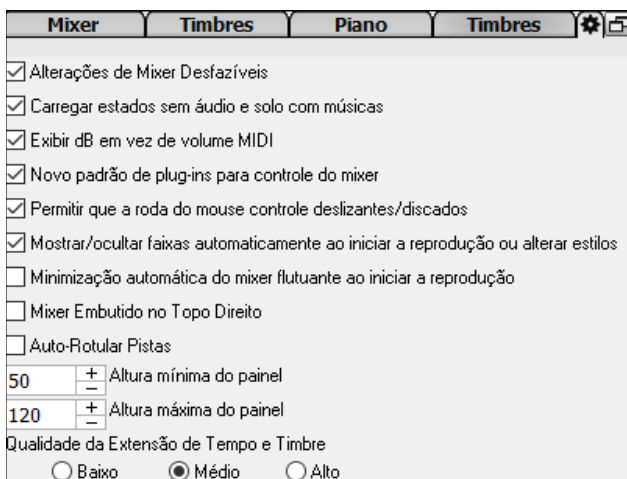 Mixer Timbres Piano Timbres
Alterações de Mixer Desfazíveis
Carregar estados sem áudio e solo com músicas
Exibir dB em vez de volume MIDI
Novo padrão de plug-ins para controle do mixer
Permitir que a roda do mouse controle deslizantes/discados
Mostrar/ocultar faixas automaticamente ao iniciar a reprodução ou alterar estilos
Minimização automática do mixer flutuante ao iniciar a reprodução
Mixer Embutido no Topo Direito
Auto-Rotular Pistas
50 + − Altura mínima do painel
120 + − Altura máxima do painel
Qualidade da Extensão de Tempo e Timbre
Baixo Médio Alto